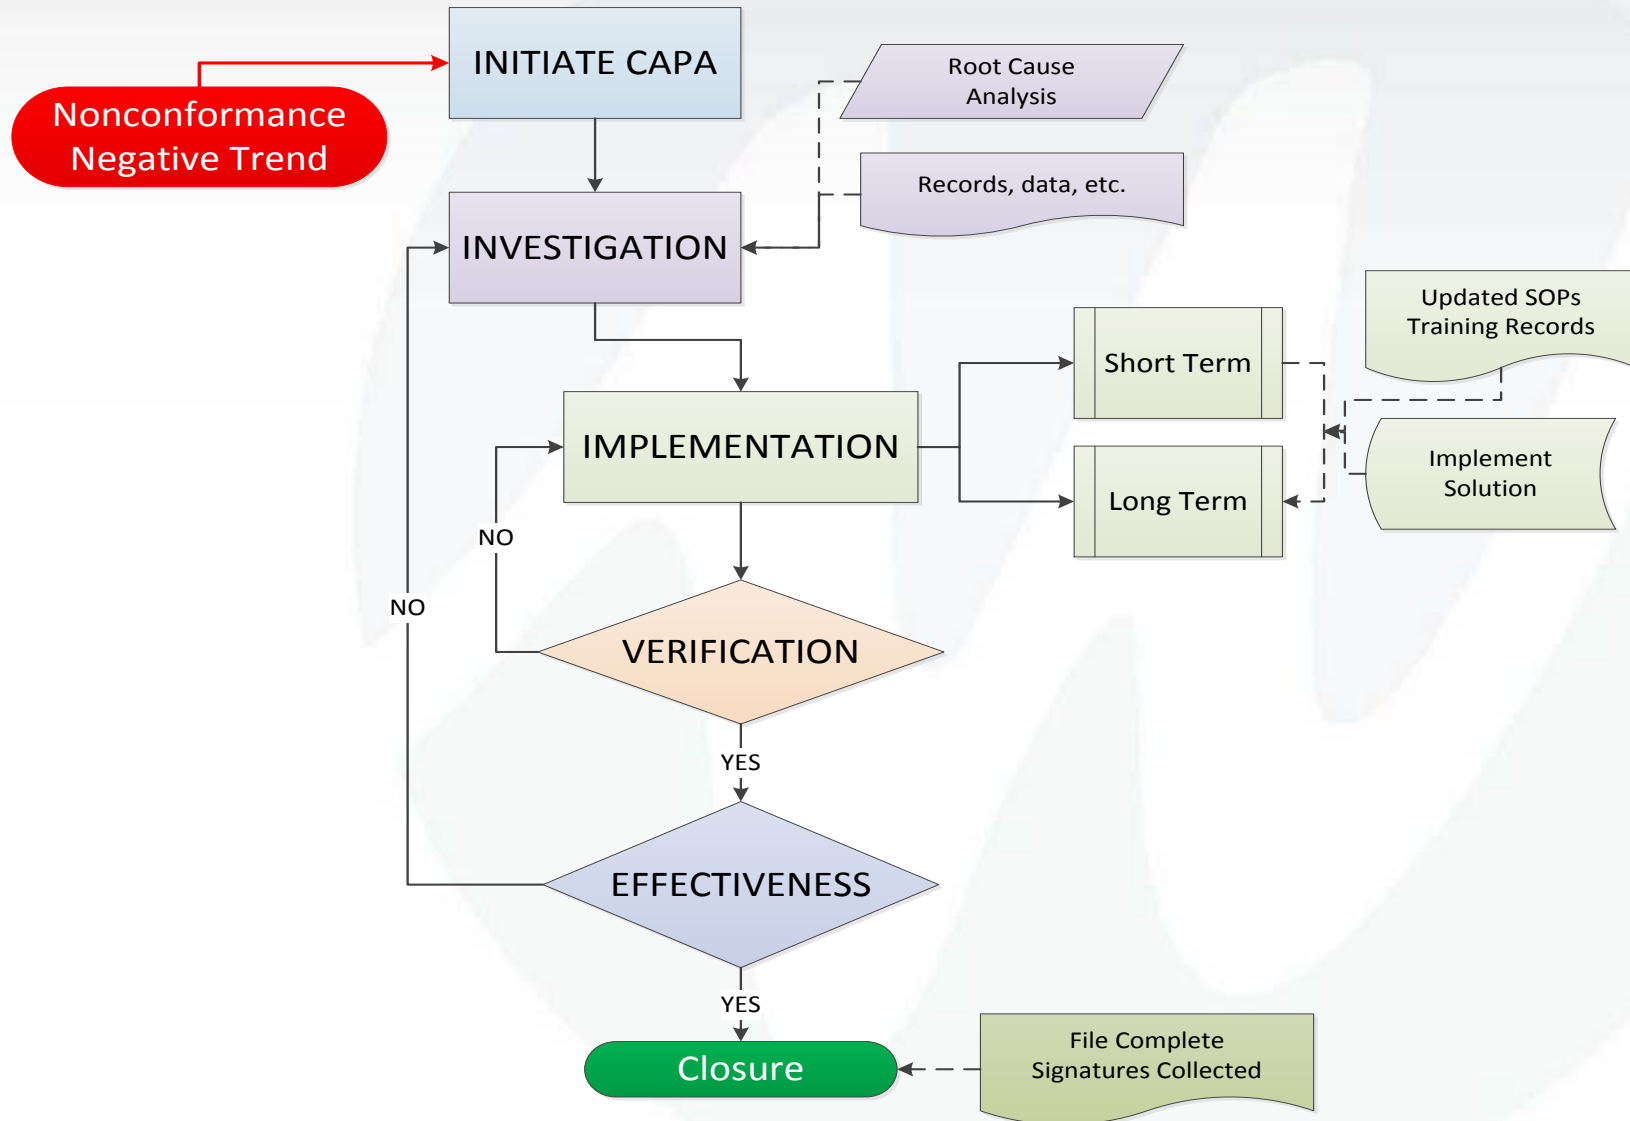 INITIATE CAPA
Nonconformance
Negative Trend
Root Cause
Analysis
Records, data, etc.
INVESTIGATION
Updated SOPs
Training Records
Short Term
IMPLEMENTATION
Implement
Solution
Long Term
NO
NO
VERIFICATION
YES
EFFECTIVENESS
YES
Closure
File Complete
Signatures Collected